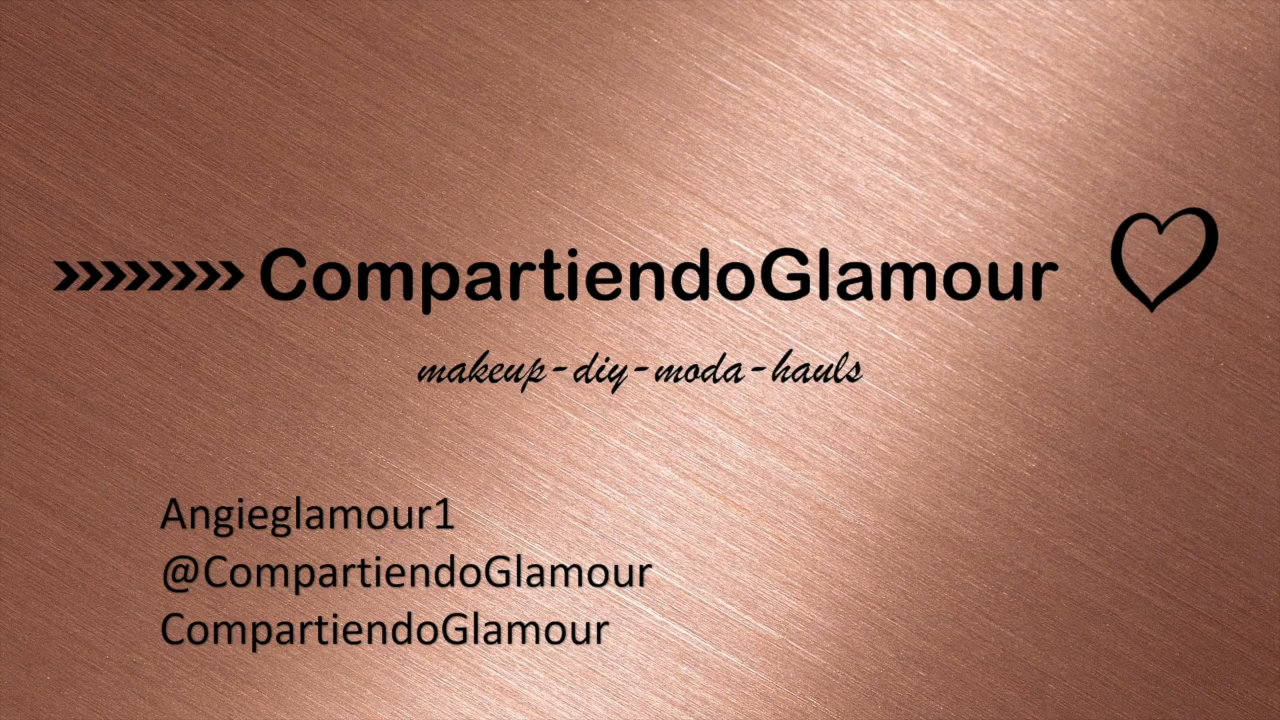 »»»» CompartiendoGlamour ♡
makeup-diy-moda-hauls
Angieglamour1
@CompartiendoGlamour
CompartiendoGlamour